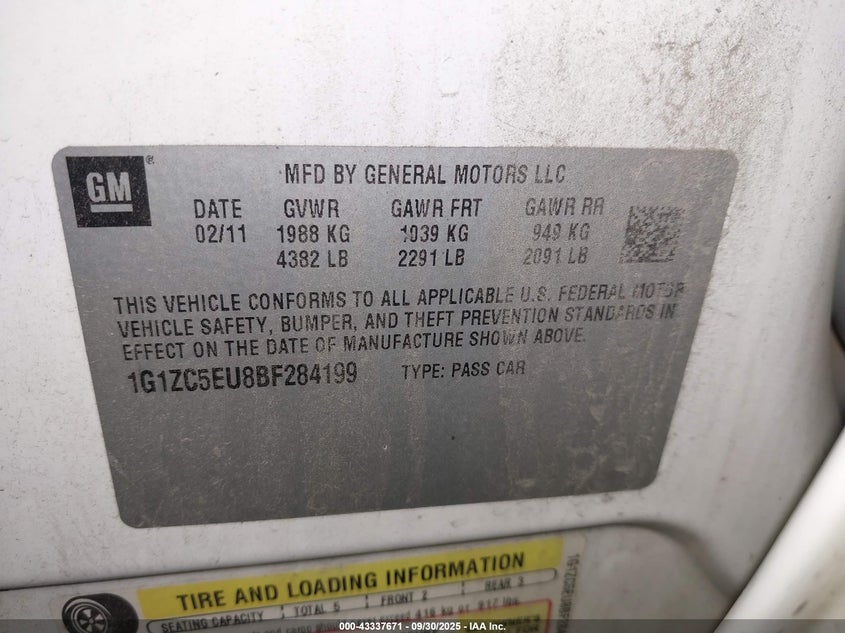 GM
MFD BY GENERAL MOTORS LLC
DATE GVWR GAWR FRT GAWR RR
02/11 1988 KG 1039 KG 949 KG
4382 LB 2291 LB 2091 LB
THIS VEHICLE CONFORMS TO ALL APPLICABLE U.S. FEDERAL MOTOR
VEHICLE SAFETY, BUMPER, AND THEFT PREVENTION STANDARDS IN
EFFECT ON THE DATE OF MANUFACTURE SHOWN ABOVE.
1G1ZC5EU8BF284199 TYPE: PASS CAR
TIRE AND LOADING INFORMATION
SEATING CAPACITY TOTAL 5 FRONT 2 REAR 3
000-43337671 - 09/30/2025 - IAA Inc.